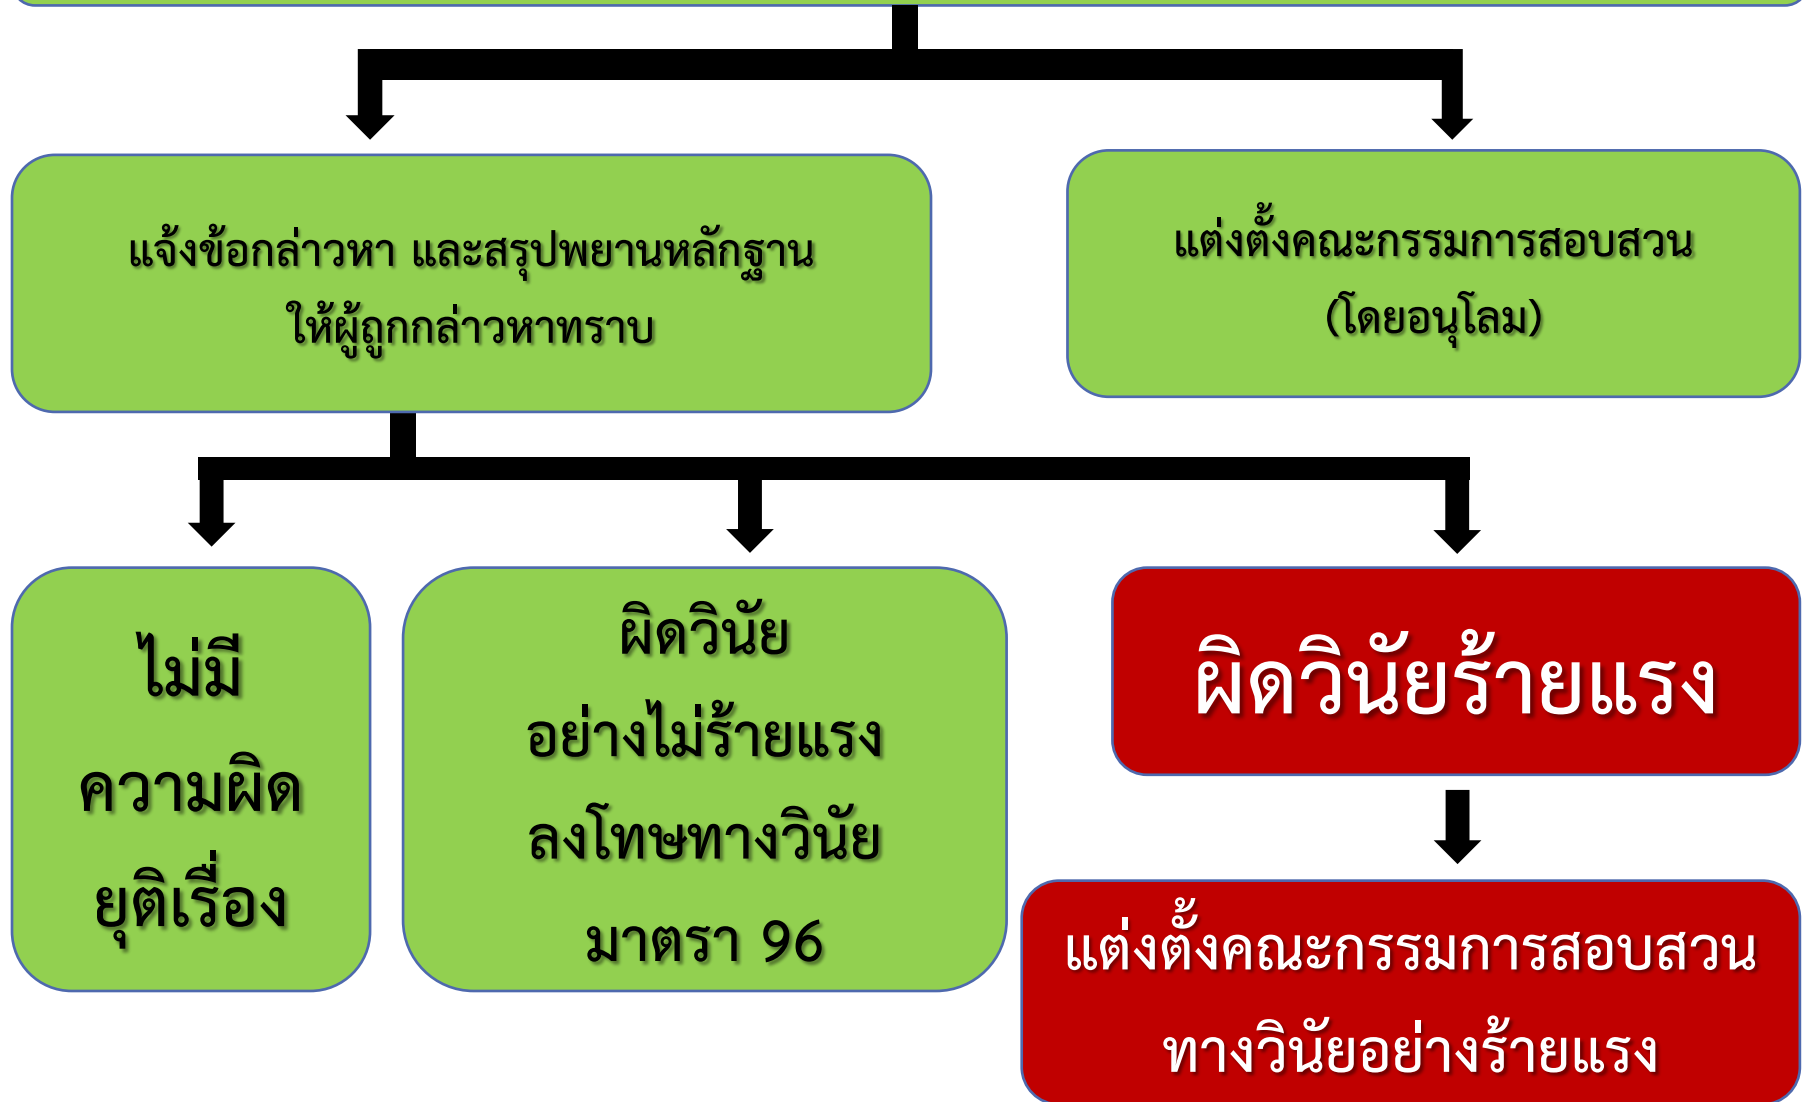 แจ้งข้อกล่าวหา และสรุปพยานหลักฐาน
ให้ผู้ถูกกล่าวหาทราบ
แต่งตั้งคณะกรรมการสอบสวน
(โดยอนุโลม)
ไม่มี
ความผิด
ยุติเรื่อง
ผิดวินัย
อย่างไม่ร้ายแรง
ลงโทษทางวินัย
มาตรา 96
ผิดวินัยร้ายแรง
แต่งตั้งคณะกรรมการสอบสวน
ทางวินัยอย่างร้ายแรง